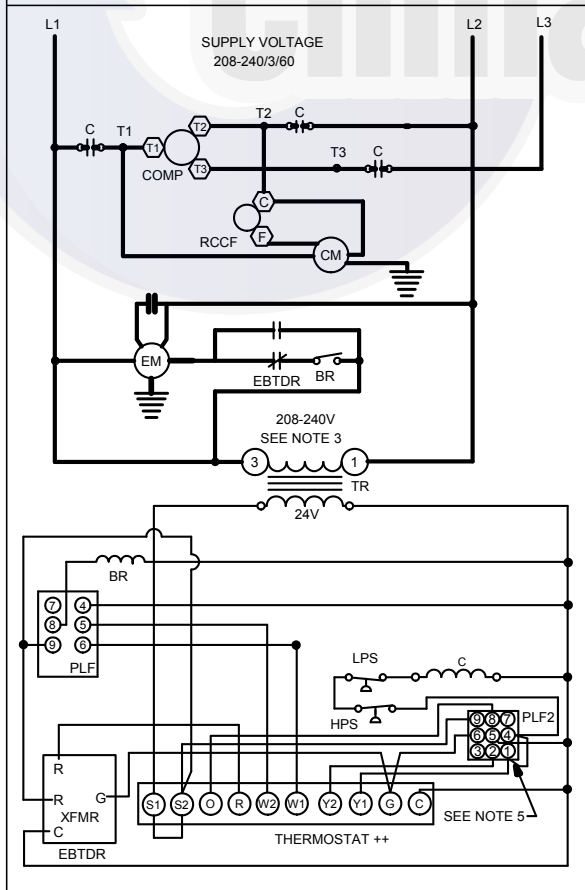 L1
L2
L3
SUPPLY VOLTAGE
208-240/3/60
C
T1
T1
T2
T3
COMP
T2
C
T3
C
C
F
RCCF
CM
EM
EBTDR
BR
208-240V
SEE NOTE 3
3
1
TR
24V
BR
7
4
8
5
9
6
PLF
LPS
C
HPS
9 8 7
6 5 4
3 2 1
PLF2
R
R
G
XFMR
C
EBTDR
S1 S2 O R W2 W1 Y2 Y1 G C
SEE NOTE 5
THERMOSTAT ++